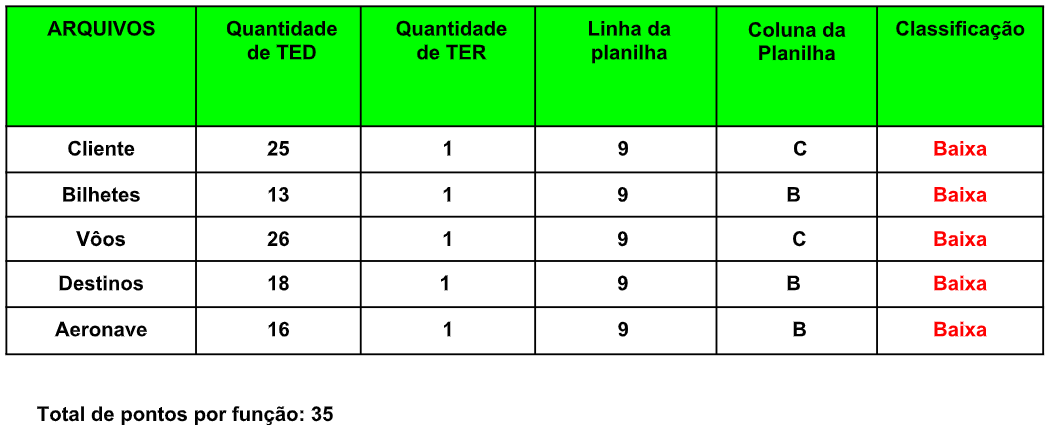 ARQUIVOS Quantidade de TED Quantidade de TER Linha da planilha Coluna da Planilha Classificação
Cliente 25 1 9 C Baixa
Bilhetes 13 1 9 B Baixa
Vôos 26 1 9 C Baixa
Destinos 18 1 9 B Baixa
Aeronave 16 1 9 B Baixa
Total de pontos por função: 35